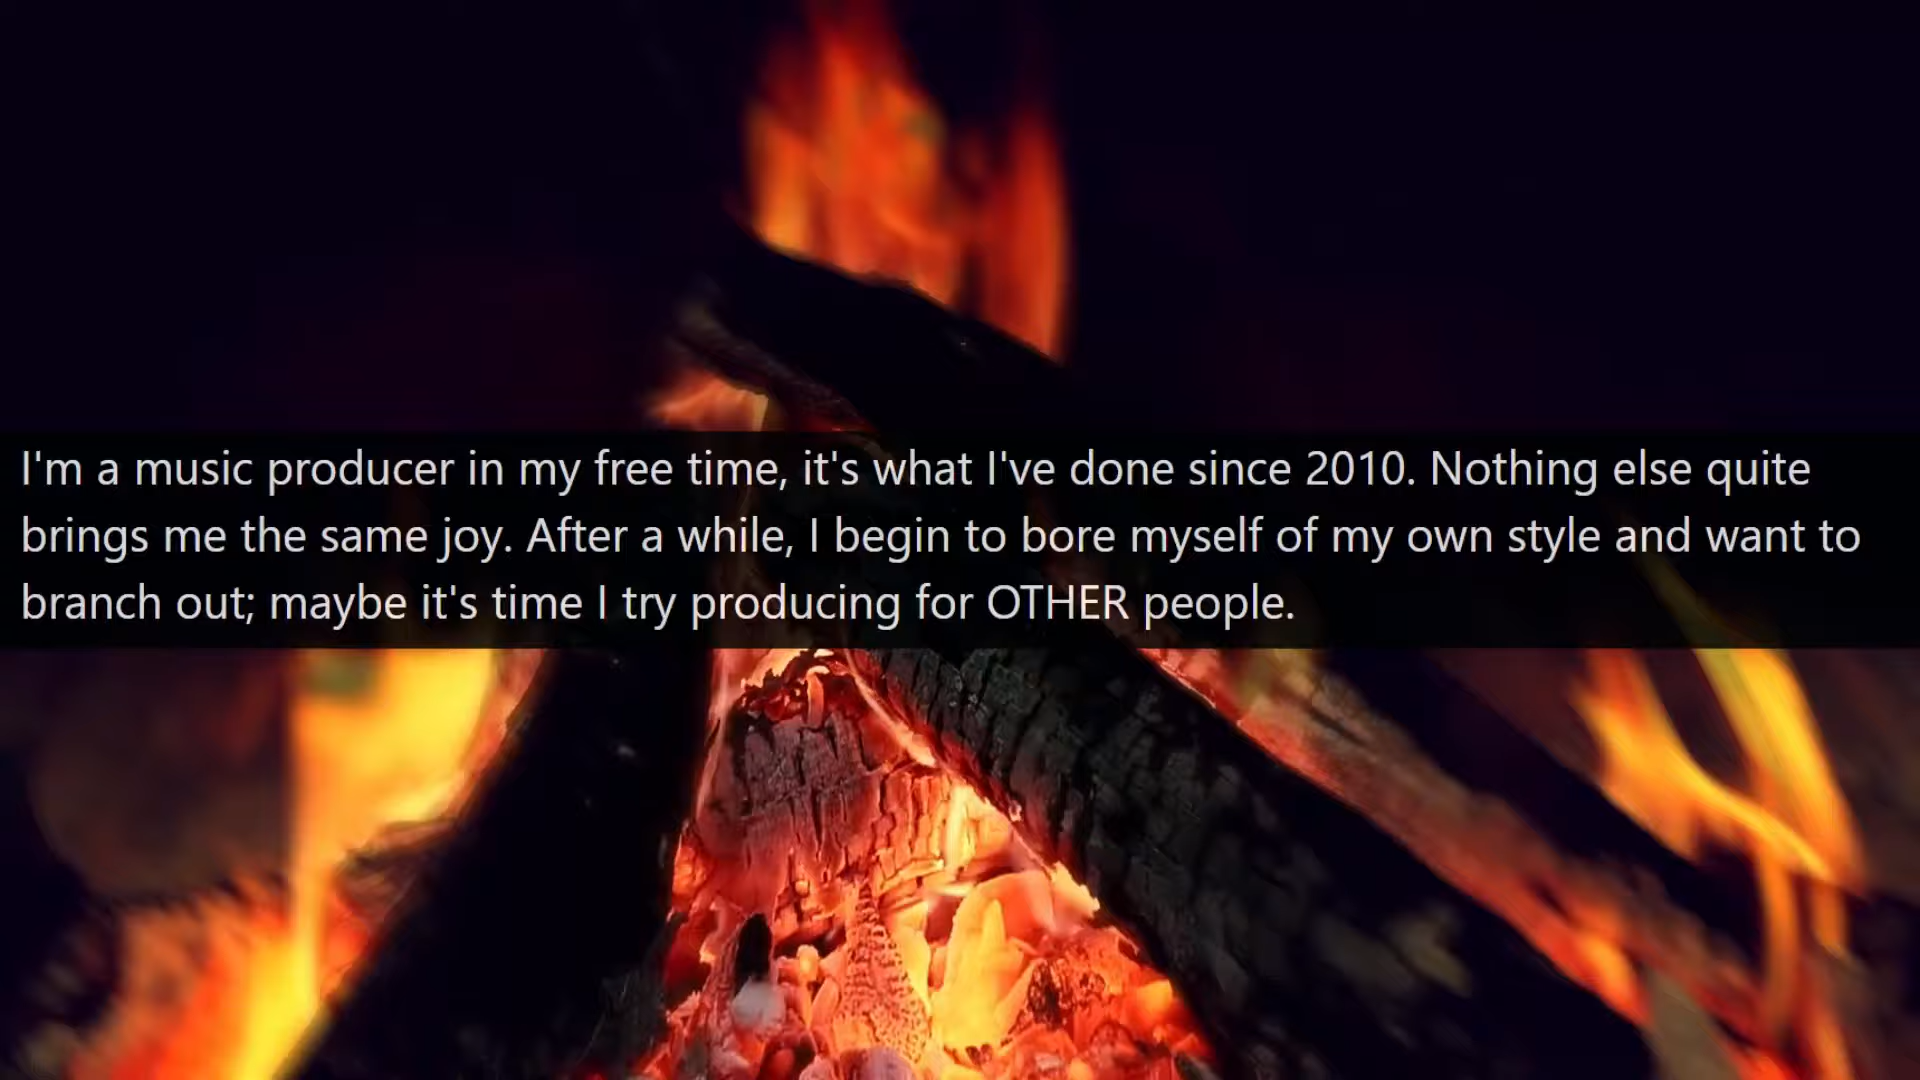 I'm a music producer in my free time, it's what I've done since 2010. Nothing else quite
brings me the same joy. After a while, I begin to bore myself of my own style and want to
branch out; maybe it's time I try producing for OTHER people.